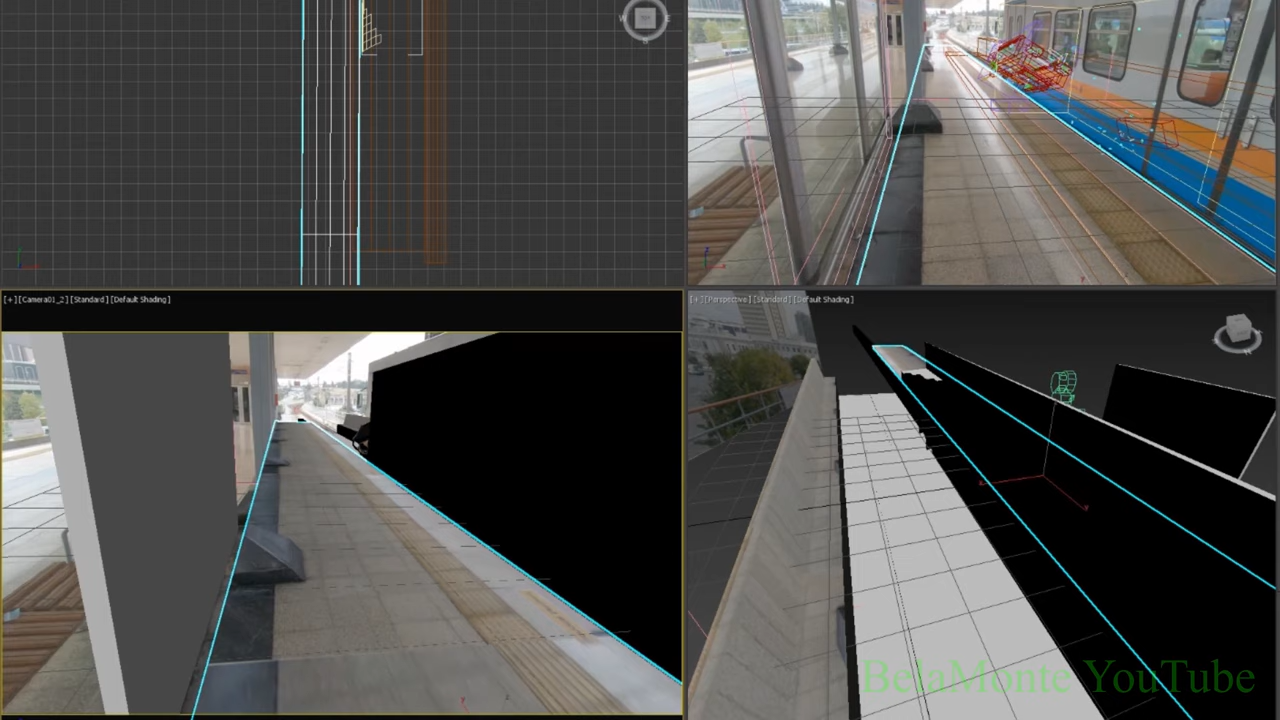 [+][Camera01_2][Standard][Default Shading]
[+][Perspective][Standard][Default Shading]
BelaMonte YouTube